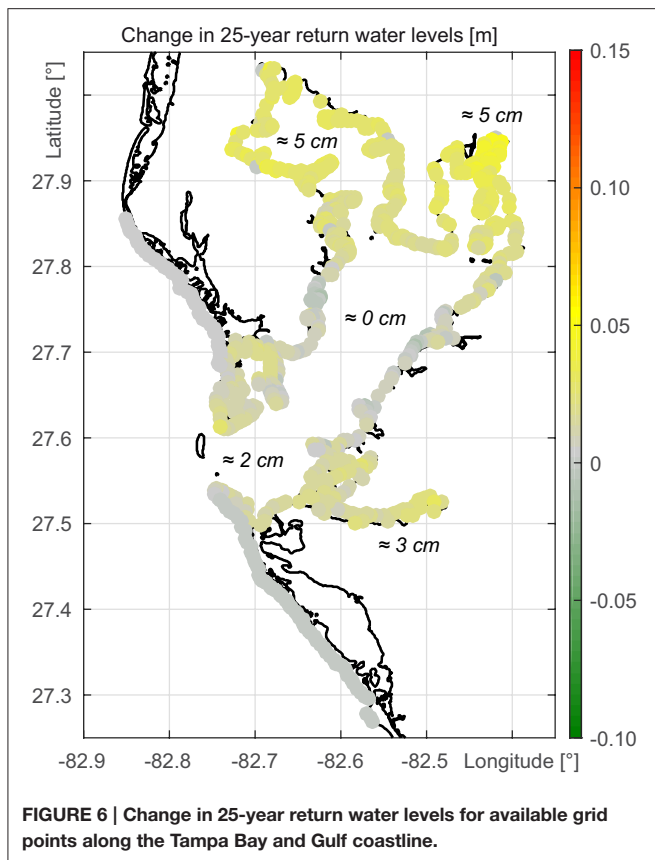 Change in 25-year return water levels [m]
Latitude [°]
27.9
27.8
27.7
27.6
27.5
27.4
27.3
≈ 5 cm
≈ 5 cm
≈ 0 cm
≈ 2 cm
≈ 3 cm
-82.9
-82.8
-82.7
-82.6
-82.5
Longitude [°]
0.15
0.10
0.05
0
-0.05
-0.10
FIGURE 6 | Change in 25-year return water levels for available grid
points along the Tampa Bay and Gulf coastline.